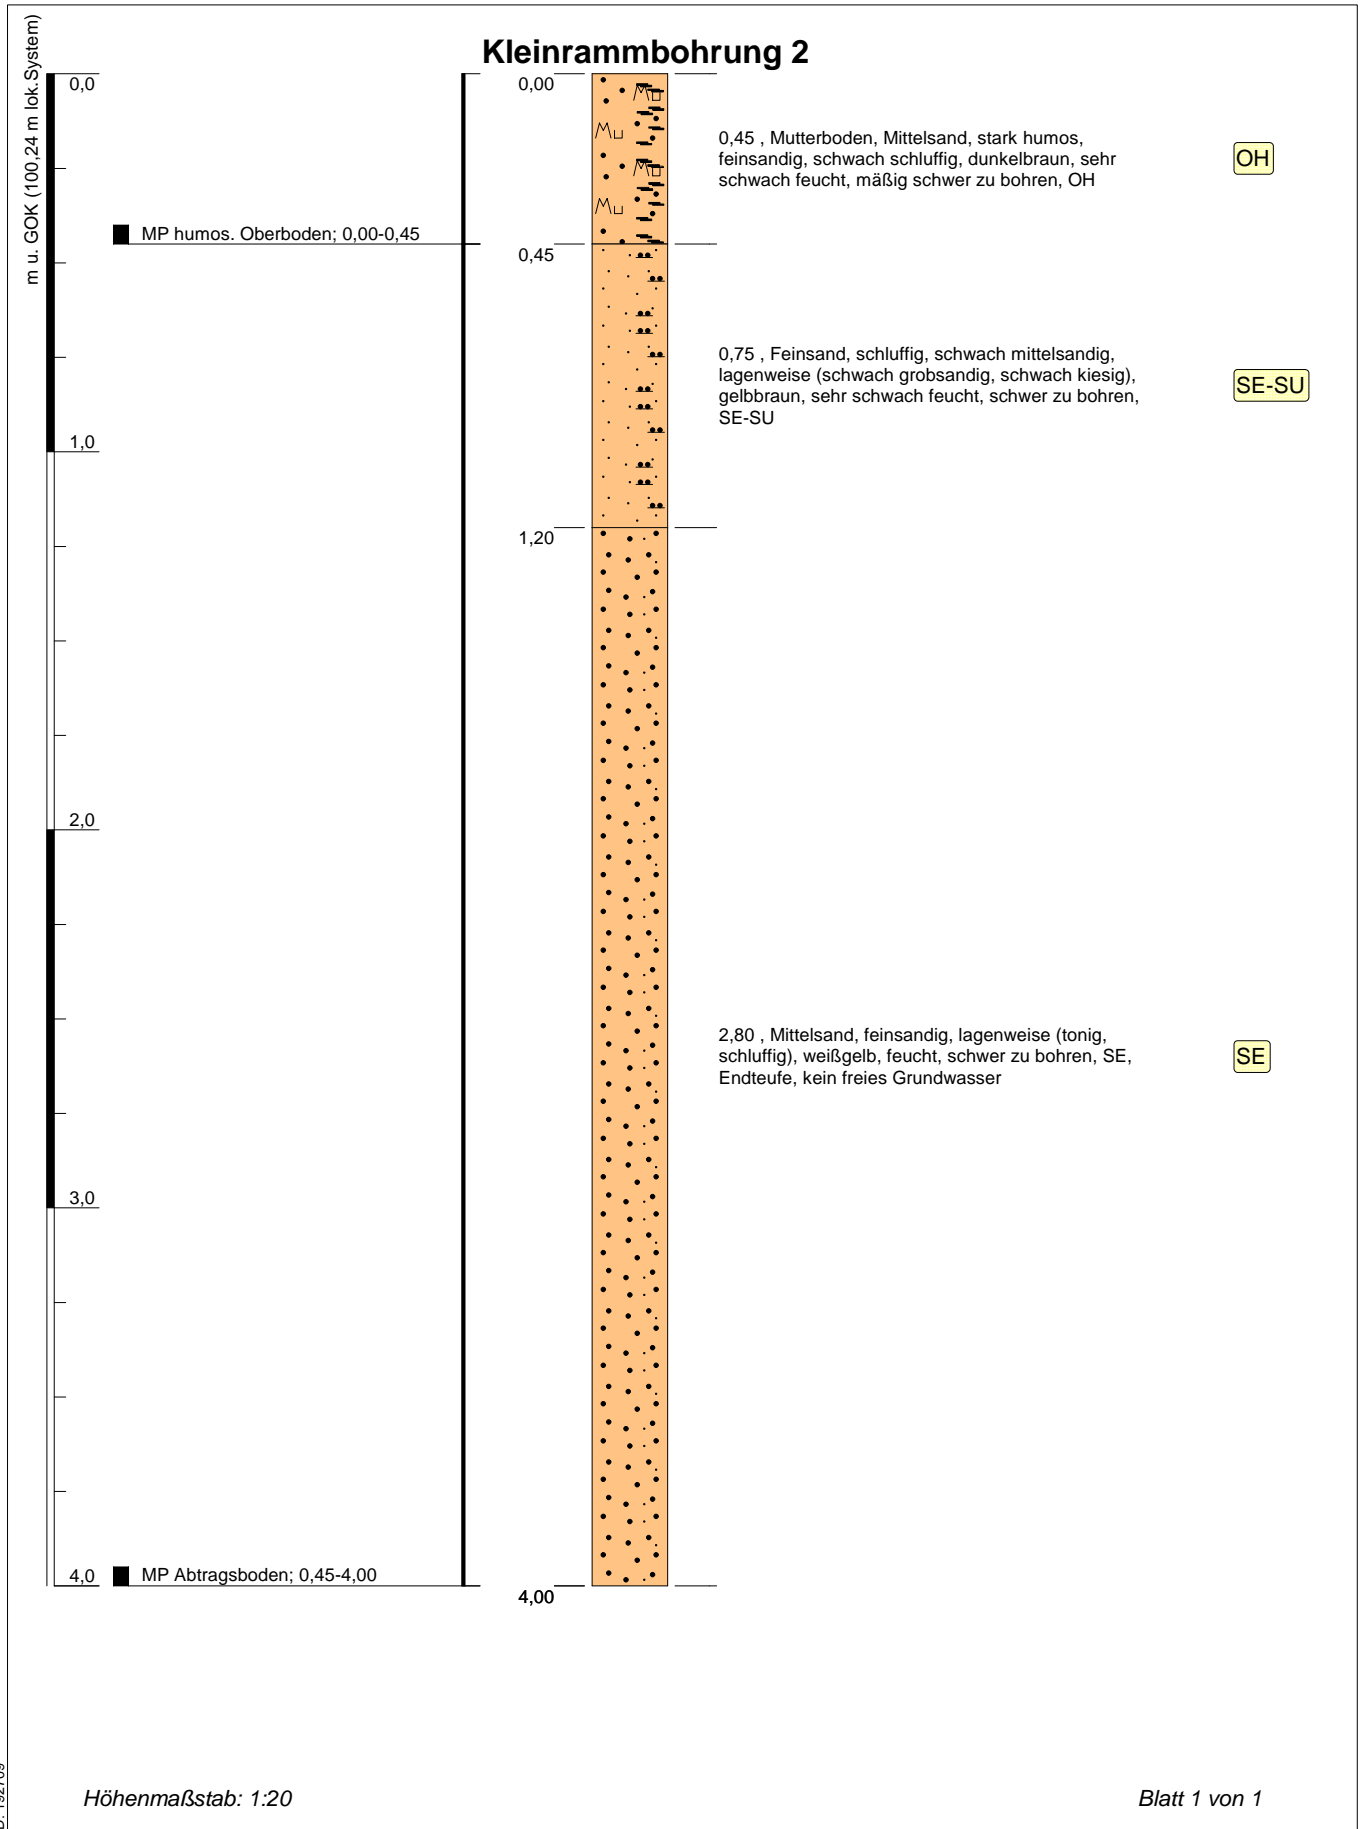 Kleinrammbohrung 2
m u. GOK (100,24 m lok.System)
0,0
0,00
Mu
Mu
0,45 , Mutterboden, Mittelsand, stark humos,
feinsandig, schwach schluffig, dunkelbraun, sehr
schwach feucht, mäßig schwer zu bohren, OH
OH
Mu
Mu
MP humos. Oberboden; 0,00-0,45
0,45
0,75 , Feinsand, schluffig, schwach mittelsandig,
lagenweise (schwach grobsandig, schwach kiesig),
gelbbraun, sehr schwach feucht, schwer zu bohren,
SE-SU
SE-SU
1,0
1,20
2,0
2,80 , Mittelsand, feinsandig, lagenweise (tonig,
schluffig), weißgelb, feucht, schwer zu bohren, SE,
Endteufe, kein freies Grundwasser
SE
3,0
4,0
MP Abtragsboden; 0,45-4,00
4,00
Höhenmaßstab: 1:20
Blatt 1 von 1